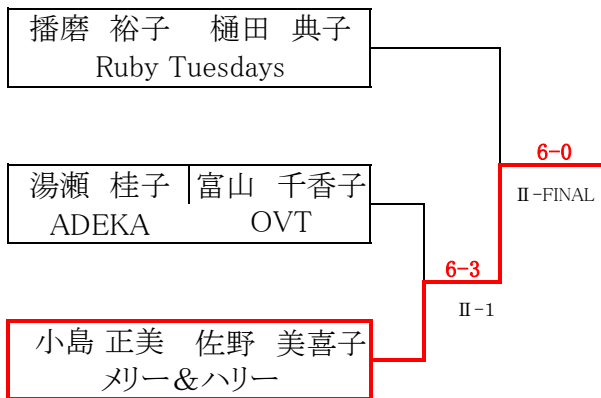 播磨 裕子 樋田 典子
Ruby Tuesdays
6-0
湯瀬 桂子 富山 千香子
Ⅱ-FINAL
ADEKA OVT
6-3
Ⅱ-1
小島 正美 佐野 美喜子
メリー＆ハリー